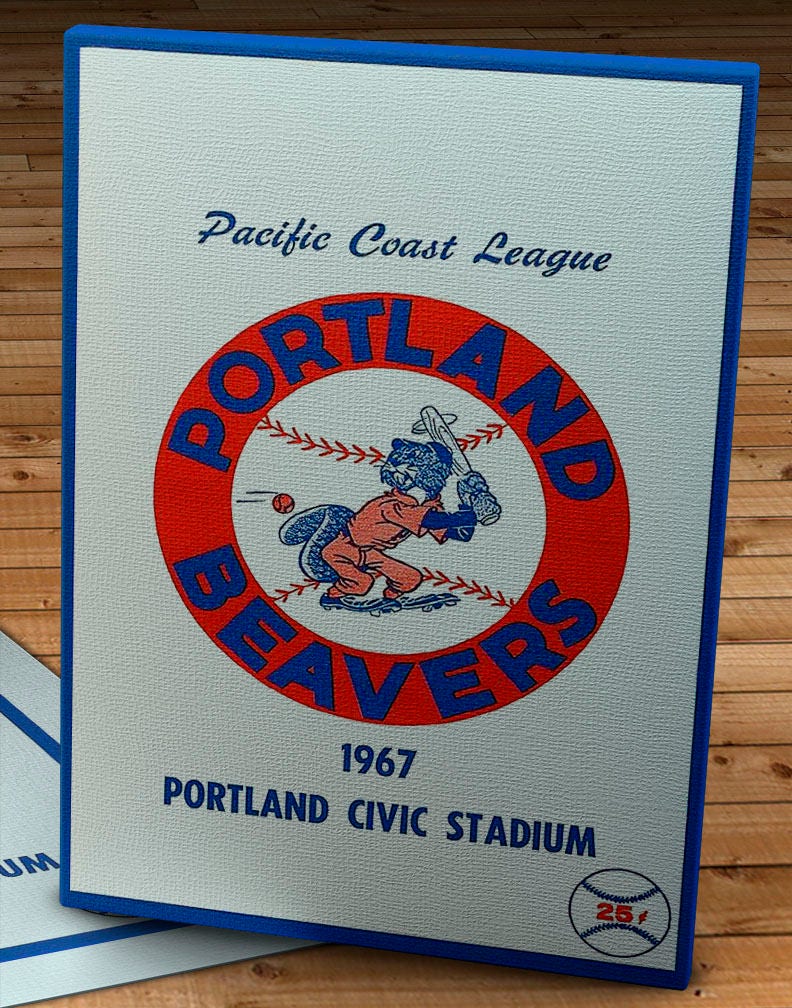 Pacific Coast League
PORTLAND
BEAVERS
1967
PORTLAND CIVIC STADIUM
25¢
UM